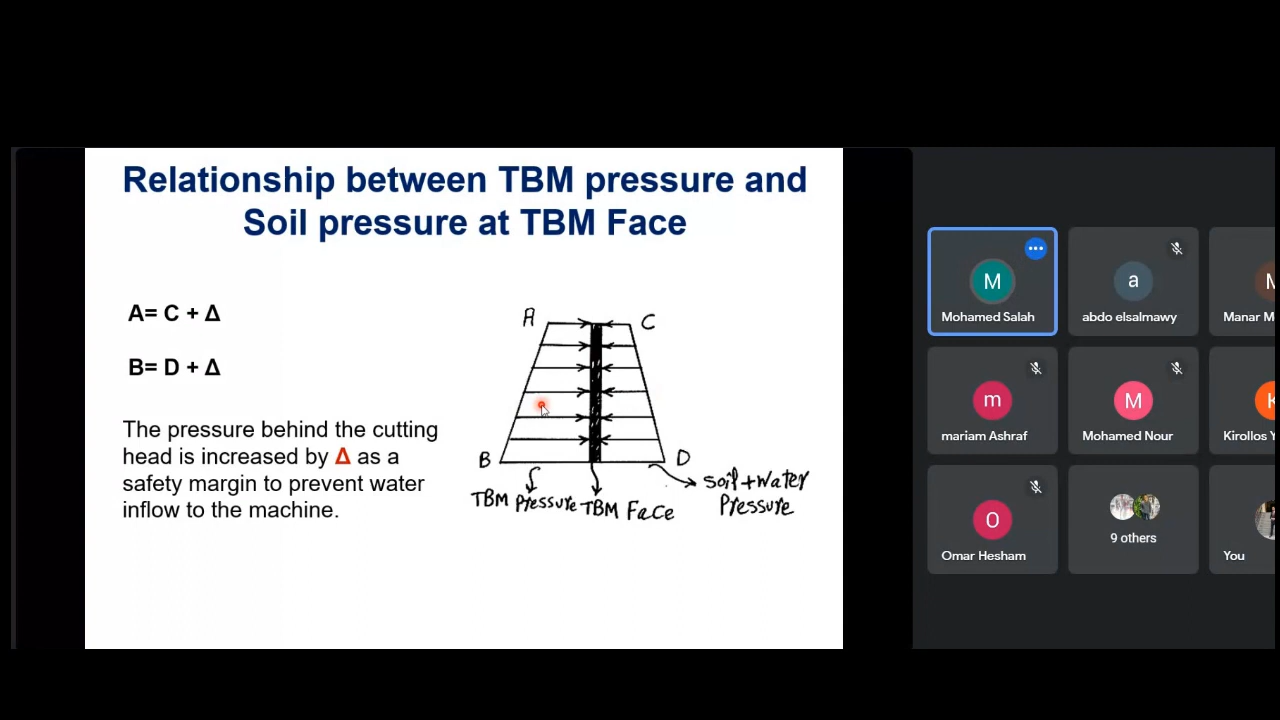 Relationship between TBM pressure and
Soil pressure at TBM Face
A= C + Δ
B= D + Δ
The pressure behind the cutting
head is increased by Δ as a
safety margin to prevent water
inflow to the machine.
A
C
B
D
TBM Pressure
TBM Face
Soil+Water
Pressure
M
Mohamed Salah
a
abdo elsalmawy
M
Manar M
m
mariam Ashraf
M
Mohamed Nour
K
Kirollos Y
O
Omar Hesham
9 others
You